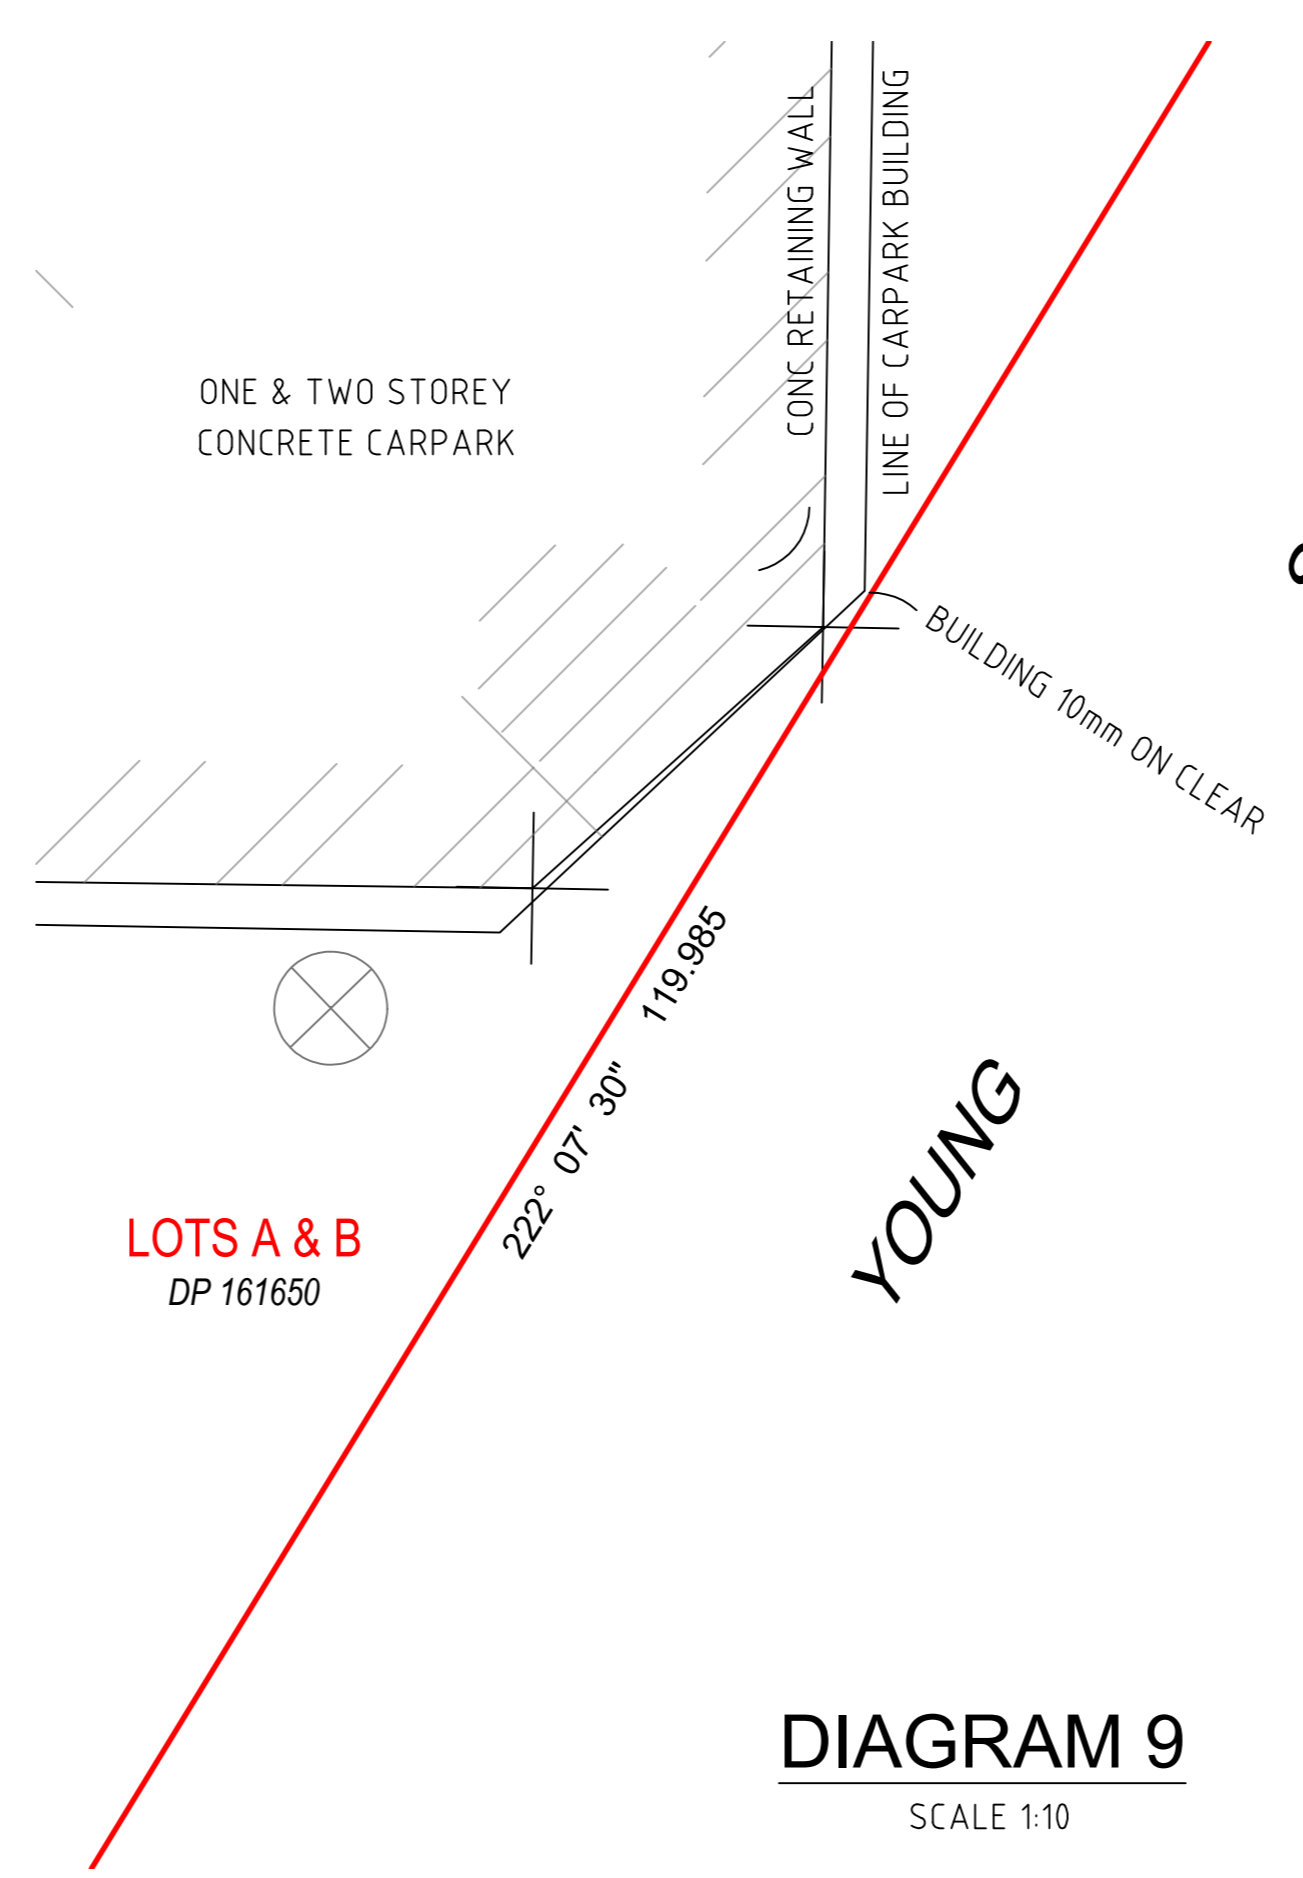 CONC RETAINING WALL
LINE OF CARPARK BUILDING
ONE & TWO STOREY
CONCRETE CARPARK
BUILDING 10mm ON CLEAR
222° 07' 30" 119.985
YOUNG
LOTS A & B
DP 161650
DIAGRAM 9
SCALE 1:10